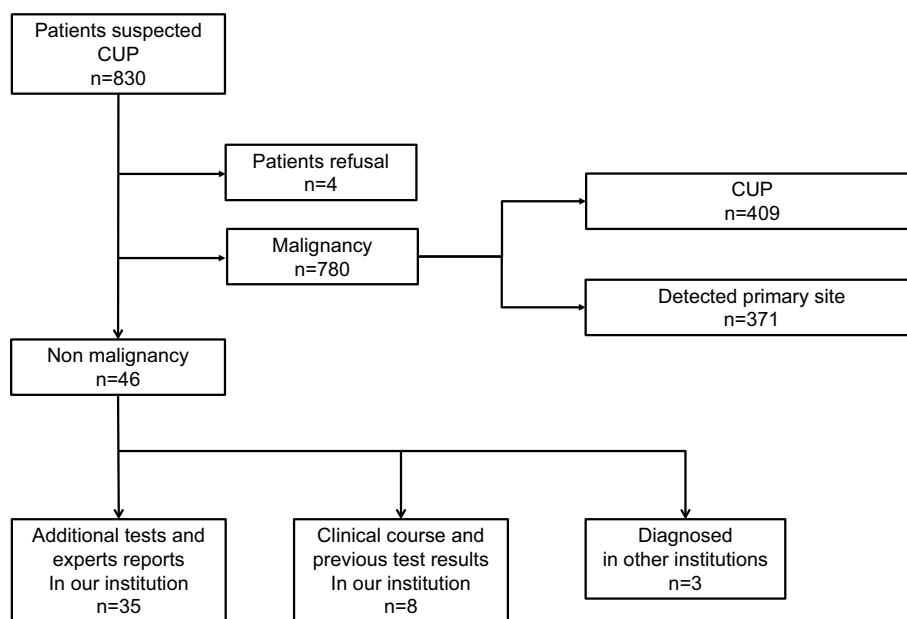 Patients suspected
CUP
n=830
Patients refusal
n=4
CUP
n=409
Malignancy
n=780
Detected primary site
n=371
Non malignancy
n=46
Additional tests and
experts reports
In our institution
n=35
Clinical course and
previous test results
In our institution
n=8
Diagnosed
in other institutions
n=3